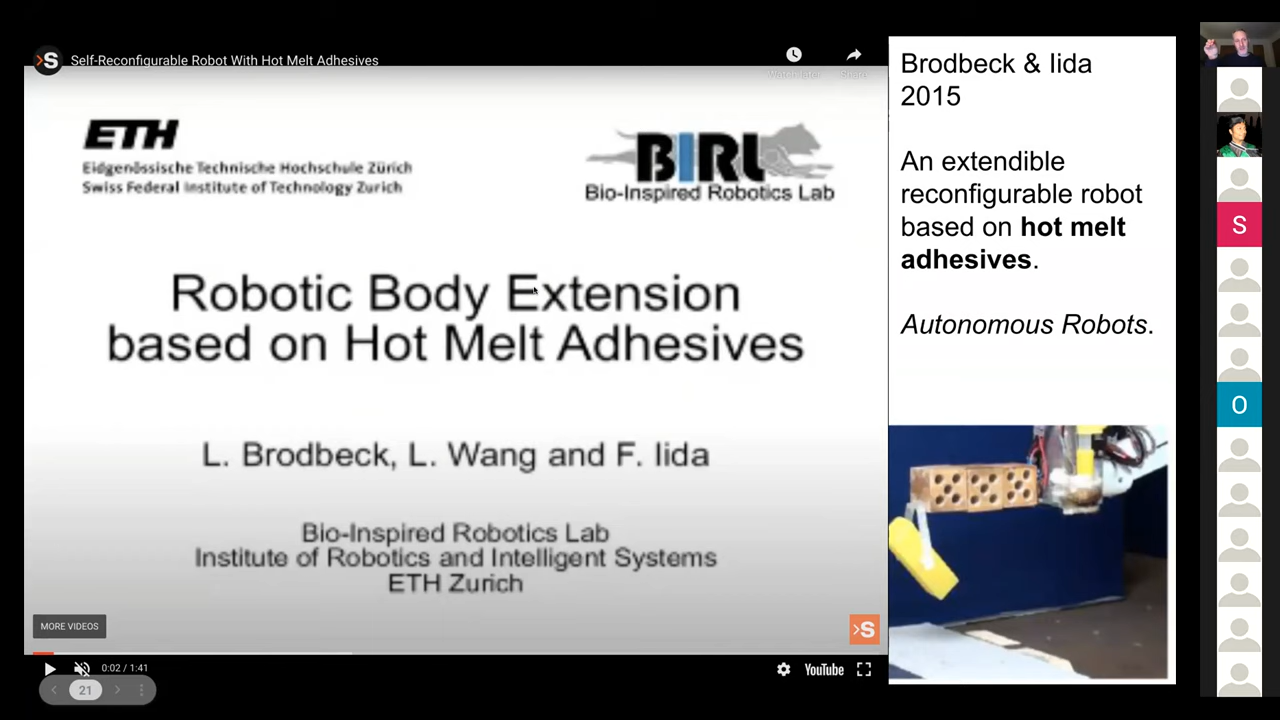 Self-Reconfigurable Robot With Hot Melt Adhesives
Watch later
Share
ETH
Eidgenössische Technische Hochschule Zürich
Swiss Federal Institute of Technology Zurich
BIRL
Bio-Inspired Robotics Lab
Robotic Body Extension
based on Hot Melt Adhesives
L. Brodbeck, L. Wang and F. Iida
Bio-Inspired Robotics Lab
Institute of Robotics and Intelligent Systems
ETH Zurich
MORE VIDEOS
S
0:02 / 1:41
YouTube
21
Brodbeck & Iida
2015
An extendible
reconfigurable robot
based on hot melt
adhesives.
Autonomous Robots.
S
O